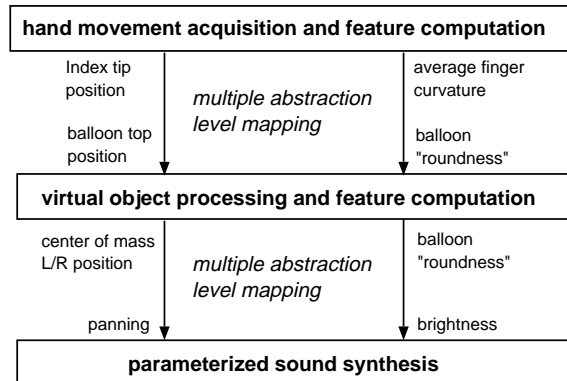 hand movement acquisition and feature computation
Index tip
position
average finger
curvature
multiple abstraction
level mapping
balloon top
position
balloon
"roundness"
virtual object processing and feature computation
center of mass
L/R position
balloon
"roundness"
multiple abstraction
level mapping
panning
brightness
parameterized sound synthesis